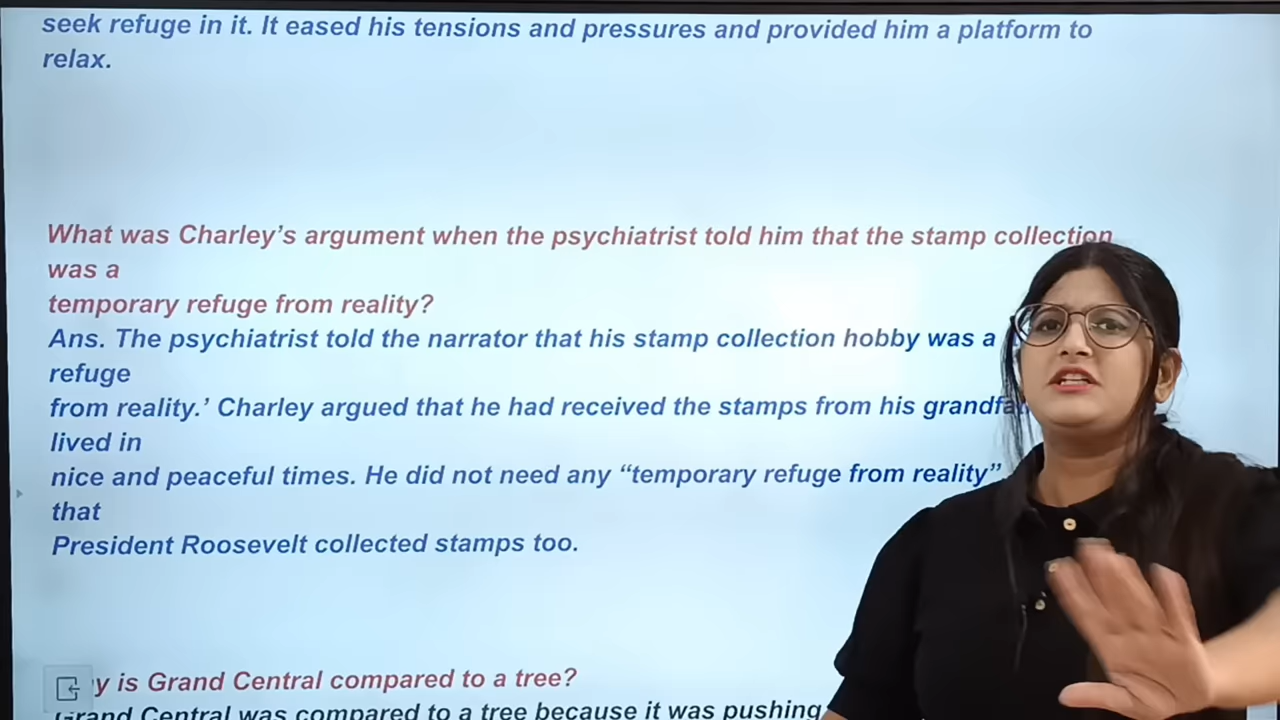 seek refuge in it. It eased his tensions and pressures and provided him a platform to
relax.
What was Charley's argument when the psychiatrist told him that the stamp collection
was a
temporary refuge from reality?
Ans. The psychiatrist told the narrator that his stamp collection hobby was a
refuge
from reality.' Charley argued that he had received the stamps from his
lived in
nice and peaceful times. He did not need any “temporary refuge from reality”
that
President Roosevelt collected stamps too.
is Grand Central compared to a tree?
Grand Central was compared to a tree because it was pushing